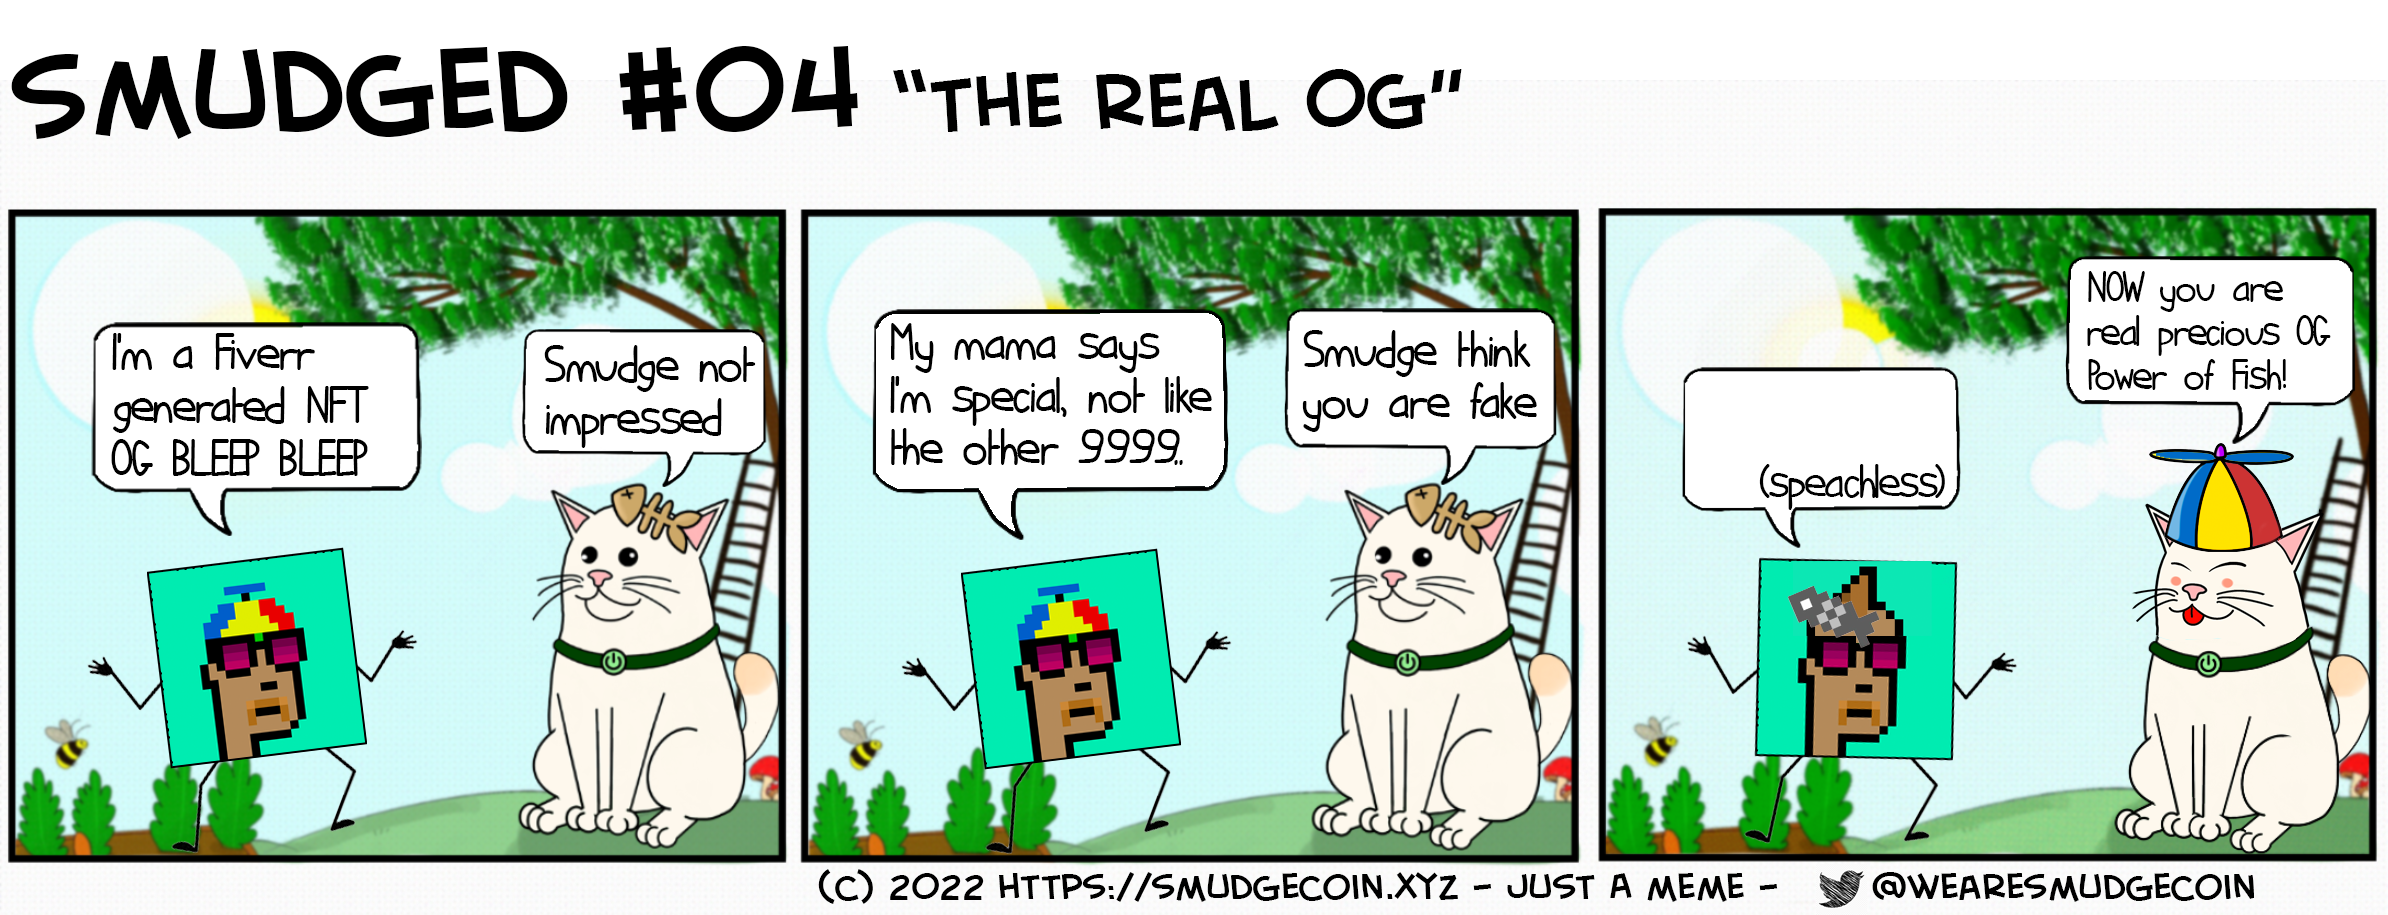 SMUDGED #04 "THE REAL OG"
I'm a Fiverr
generated NFT
OG BLEEP BLEEP
Smudge not
impressed
My mama says
I'm special, not like
the other 9999..
Smudge think
you are fake
(speachless)
NOW you are
real precious OG
Power of Fish!
(C) 2022 HTTPS://SMUDGECOIN.XYZ - JUST A MEME - @WEARESMUDGECOIN